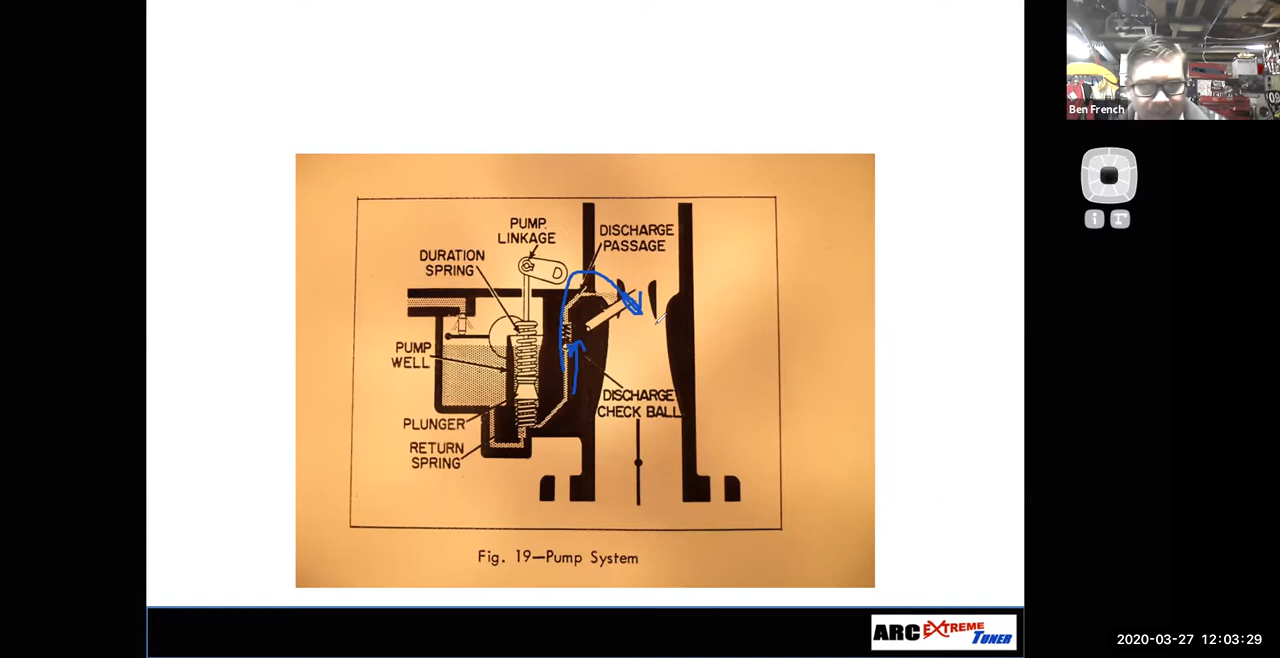 Ben French
PUMP
LINKAGE
DISCHARGE
PASSAGE
DURATION
SPRING
PUMP
WELL
DISCHARGE
CHECK BALL
PLUNGER
RETURN
SPRING
Fig. 19—Pump System
ARC EXTREME
TUNER
2020-03-27 12:03:29